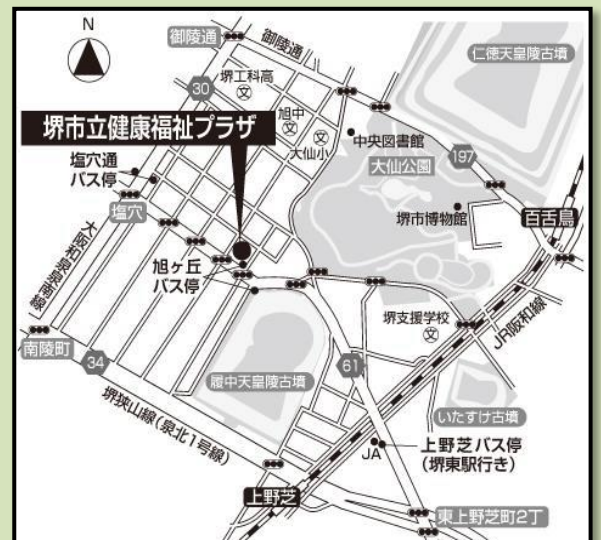 N
御陵通
御陵通
仁徳天皇陵古墳
堺工科高
文
30
旭中
文
文
大仙小
中央図書館
堺市立健康福祉プラザ
大仙公園
197
塩穴通
バス停
塩穴
堺市博物館
百舌鳥
大阪和泉泉南線
旭ヶ丘
バス停
堺支援学校
文
JR阪和線
南陵町
34
履中天皇陵古墳
61
いたすけ古墳
堺狭山線(泉北1号線)
JA
上野芝バス停
(堺東駅行き)
上野芝
東上野芝町2丁